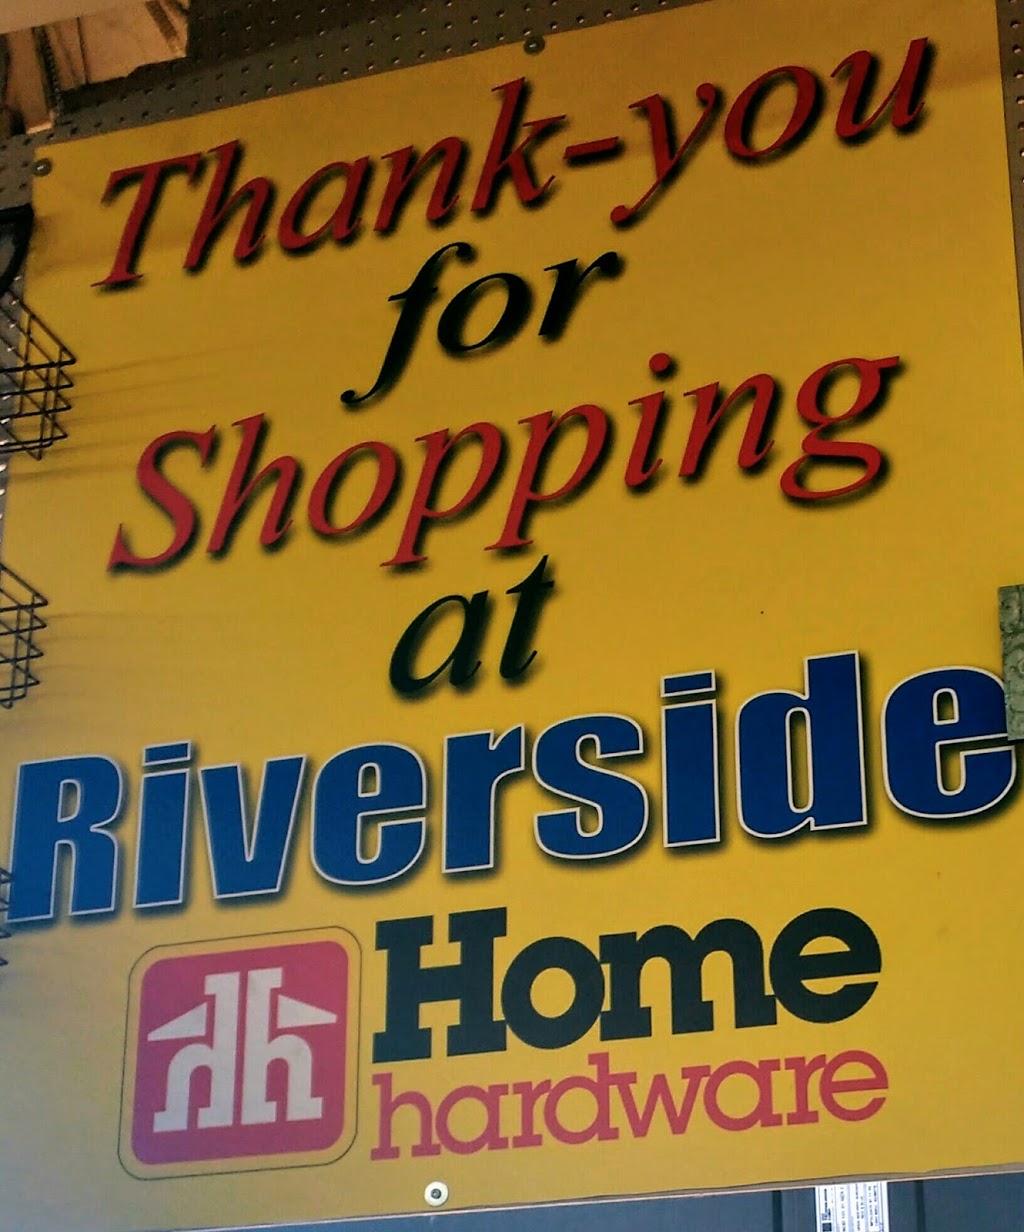 Thank-you
for
Shopping
at
Riverside
Home
hardware